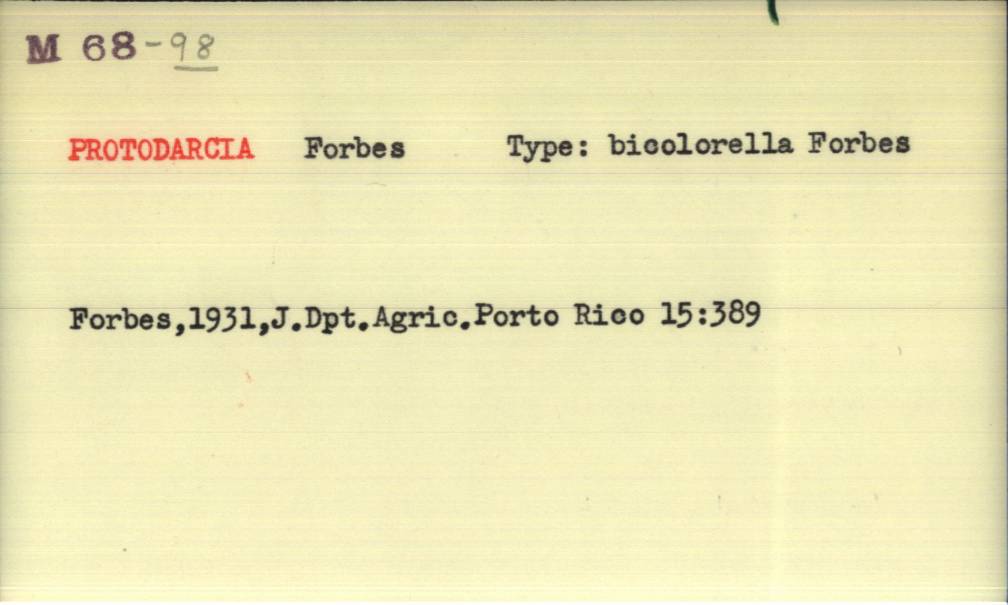 M 68-98
PROTODARCIA Forbes Type: bicolorella Forbes
Forbes,1931,J.Dpt.Agric.Porto Rico 15:389